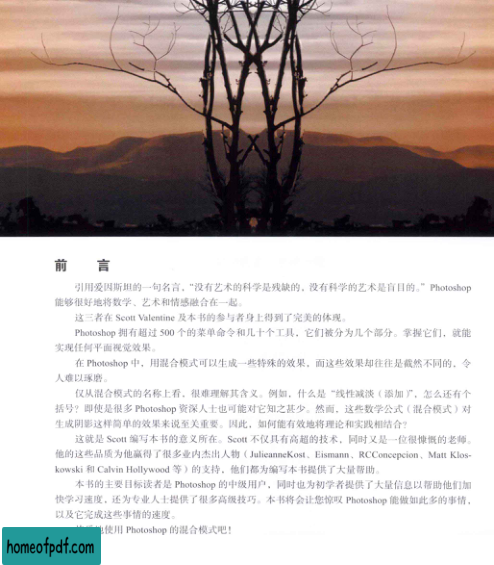 前 言
引用爱因斯坦的一句名言，“没有艺术的科学是残缺的，没有科学的艺术是盲目的。” Photoshop
能够很好地将数学、艺术和情感融合在一起。
这三者在 Scott Valentine 及本书的参与者身上得到了完美的体现。
Photoshop 拥有超过 500 个的菜单命令和几十个工具，它们被分为几个部分。掌握它们，就能
实现任何平面视觉效果。
在 Photoshop 中，用混合模式可以生成一些特殊的效果，而这些效果却往往是截然不同的、令
人难以琢磨。
仅从混合模式的名称上看，很难理解其含义。例如，什么是“线性减淡（添加）”，怎么还有个
括号？即使是很多 Photoshop 资深人士也可能对它知之甚少。然而，这些数学公式（混合模式）对
生成阴影这样简单的效果来说至关重要。因此，如何能有效地将理论和实践相结合？
这就是 Scott 编写本书的意义所在。Scott 不仅具有高超的技术，同时又是一位很慷慨的老师。
他的这些品质为他赢得了很多业内杰出人物（JulieanneKost、Eismann、RCConcepcion、Matt Klos-
kowski 和 Calvin Hollywood 等）的支持，他们都为编写本书提供了大量帮助。
本书的主要目标读者是 Photoshop 的中级用户，同时也为初学者提供了大量信息以帮助他们加
快学习速度，还为专业人士提供了很多高级技巧。本书将会让您惊叹 Photoshop 能做如此多的事情，
以及它完成这些事情的速度。
使用 Photoshop 的混合模式吧！
homeofpdf.com